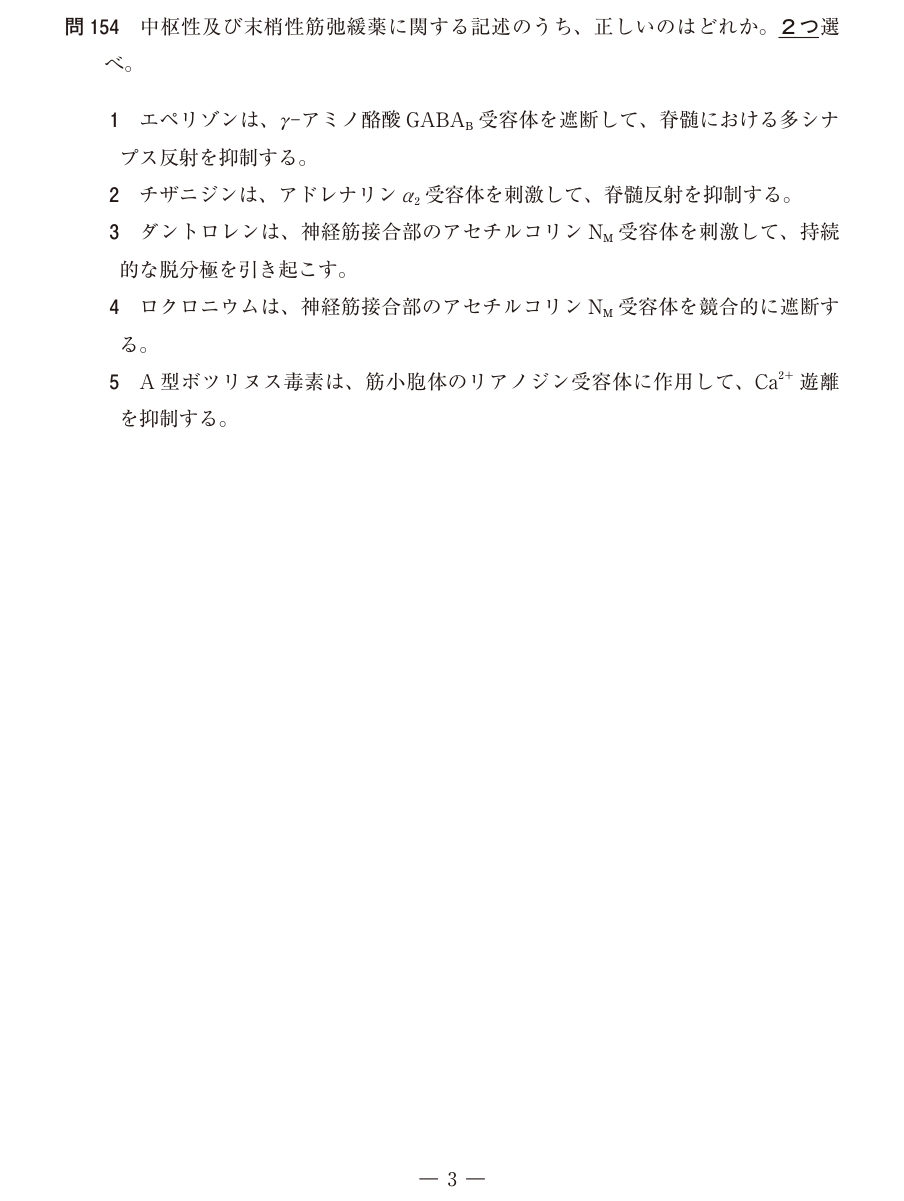 問 154　中枢性及び末梢性筋弛緩薬に関する記述のうち、正しいのはどれか。２つ選
べ。
1　エペリゾンは、γ-アミノ酪酸 GABA_B 受容体を遮断して、脊髄における多シナ
プス反射を抑制する。
2　チザニジンは、アドレナリン α₂ 受容体を刺激して、脊髄反射を抑制する。
3　ダントロレンは、神経筋接合部のアセチルコリン N_M 受容体を刺激して、持続
的な脱分極を引き起こす。
4　ロクロニウムは、神経筋接合部のアセチルコリン N_M 受容体を競合的に遮断す
る。
5　A 型ボツリヌス毒素は、筋小胞体のリアノジン受容体に作用して、Ca²⁺ 遊離
を抑制する。
— 3 —